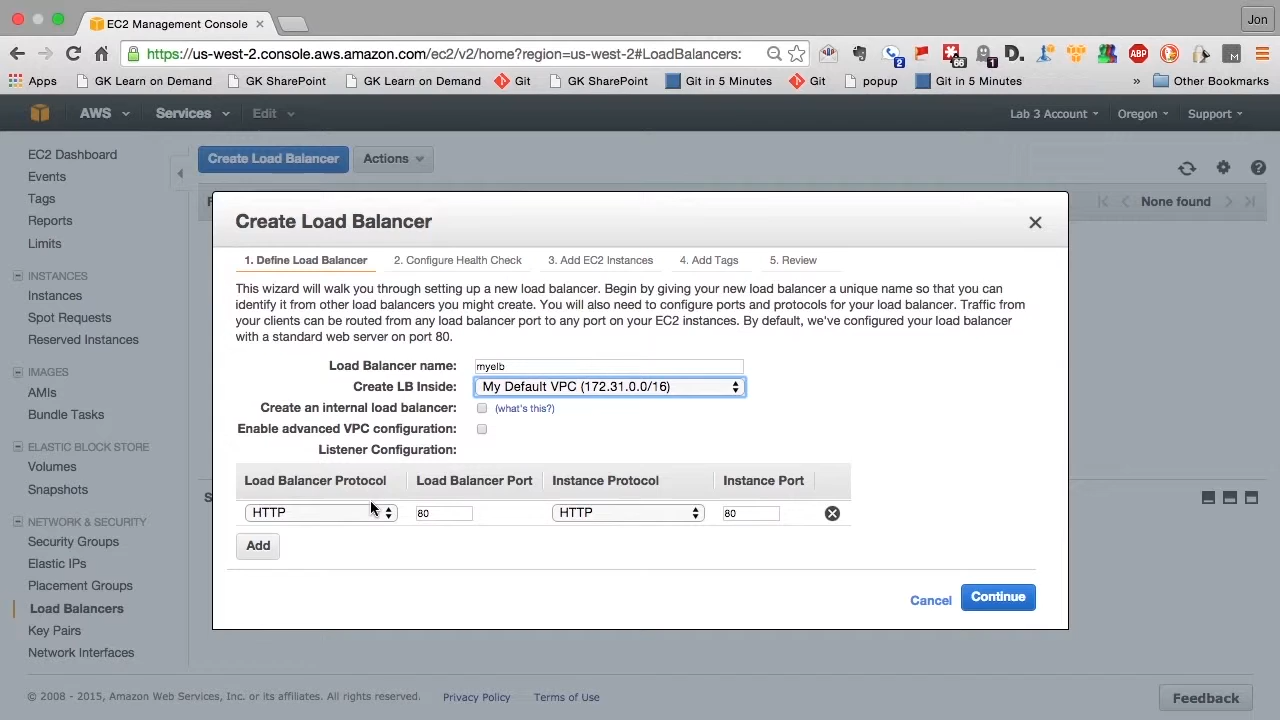 EC2 Management Console
Jon
https://us-west-2.console.aws.amazon.com/ec2/v2/home?region=us-west-2#LoadBalancers:
2
66
1
D.
ABP
M
Apps
GK Learn on Demand
GK SharePoint
GK Learn on Demand
Git
GK SharePoint
Git in 5 Minutes
Git
popup
Git in 5 Minutes
»
Other Bookmarks
AWS
Services
Edit
Lab 3 Account
Oregon
Support
EC2 Dashboard
Events
Tags
Reports
Limits
INSTANCES
Instances
Spot Requests
Reserved Instances
IMAGES
AMIs
Bundle Tasks
ELASTIC BLOCK STORE
Volumes
Snapshots
NETWORK & SECURITY
Security Groups
Elastic IPs
Placement Groups
Load Balancers
Key Pairs
Network Interfaces
Create Load Balancer
Actions
None found
Create Load Balancer
1. Define Load Balancer
2. Configure Health Check
3. Add EC2 Instances
4. Add Tags
5. Review
This wizard will walk you through setting up a new load balancer. Begin by giving your new load balancer a unique name so that you can
identify it from other load balancers you might create. You will also need to configure ports and protocols for your load balancer. Traffic from
your clients can be routed from any load balancer port to any port on your EC2 instances. By default, we've configured your load balancer
with a standard web server on port 80.
Load Balancer name: myelb
Create LB Inside: My Default VPC (172.31.0.0/16)
Create an internal load balancer: (what's this?)
Enable advanced VPC configuration:
Listener Configuration:
Load Balancer Protocol Load Balancer Port Instance Protocol Instance Port
HTTP 80 HTTP 80
Add
Cancel
Continue
© 2008 - 2015, Amazon Web Services, Inc. or its affiliates. All rights reserved.
Privacy Policy
Terms of Use
Feedback